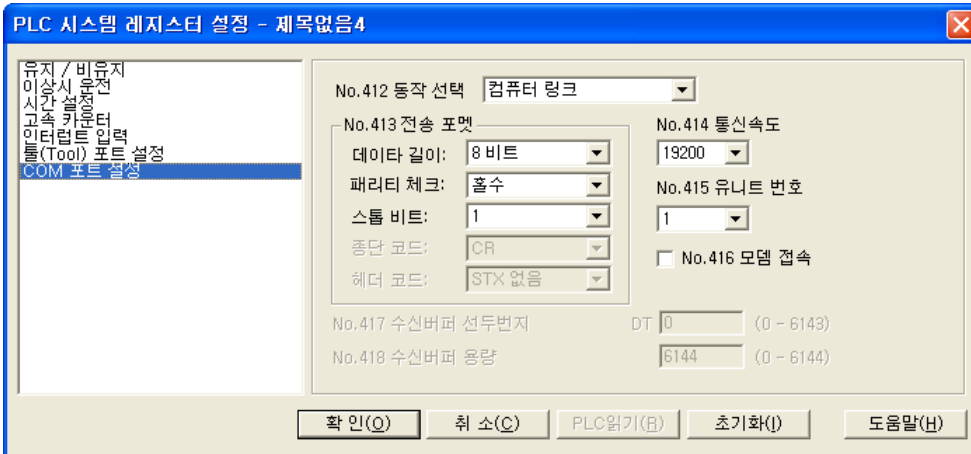 PLC 시스템 레지스터 설정 - 제목없음4
유지 / 비유지
이상시 운전
시간 설정
고속 카운터
인터럽트 입력
툴(Tool) 포트 설정
COM 포트 설정
No.412 동작 선택 컴퓨터 링크
No.413 전송 포멧
데이타 길이: 8 비트
패리티 체크: 홀수
스톱 비트: 1
종단 코드: CR
헤더 코드: STX 없음
No.414 통신속도
19200
No.415 유니트 번호
1
No.416 모뎀 접속
No.417 수신버퍼 선두번지 DT 0 (0 - 6143)
No.418 수신버퍼 용량 6144 (0 - 6144)
확 인(O) 취 소(C) PLC읽기(R) 초기화(I) 도움말(H)